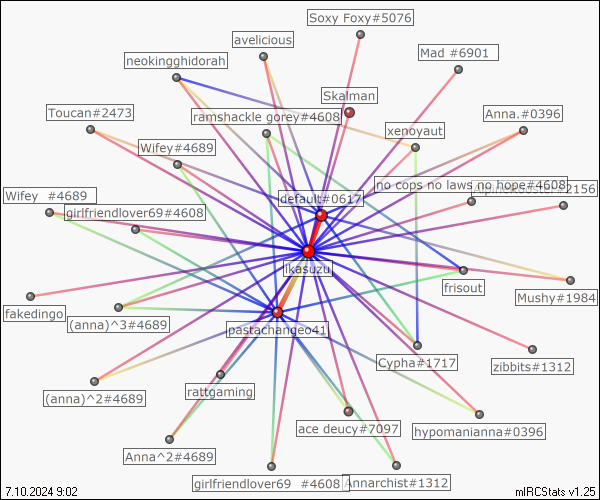 Soxy Foxy#5076
avelicious
Mad #6901
neokingghidorah
Skalman
Toucan#2473
ramshackle gorey#4608
Anna.#0396
xenoyaut
Wifey#4689
no cops no laws no hope#4608
2156
Wifey #4689
default#0617
girlfriendlover69#4608
ikasuzu
frisout
Mushy#1984
fakedingo
(anna)^3#4689
pastachangeo41
Cypha#1717
zibbits#1312
(anna)^2#4689
rattgaming
ace deucy#7097
hypomanianna#0396
Anna^2#4689
girlfriendlover69 #4608
Annarchist#1312
7.10.2024 9:02
mIRCStats v1.25